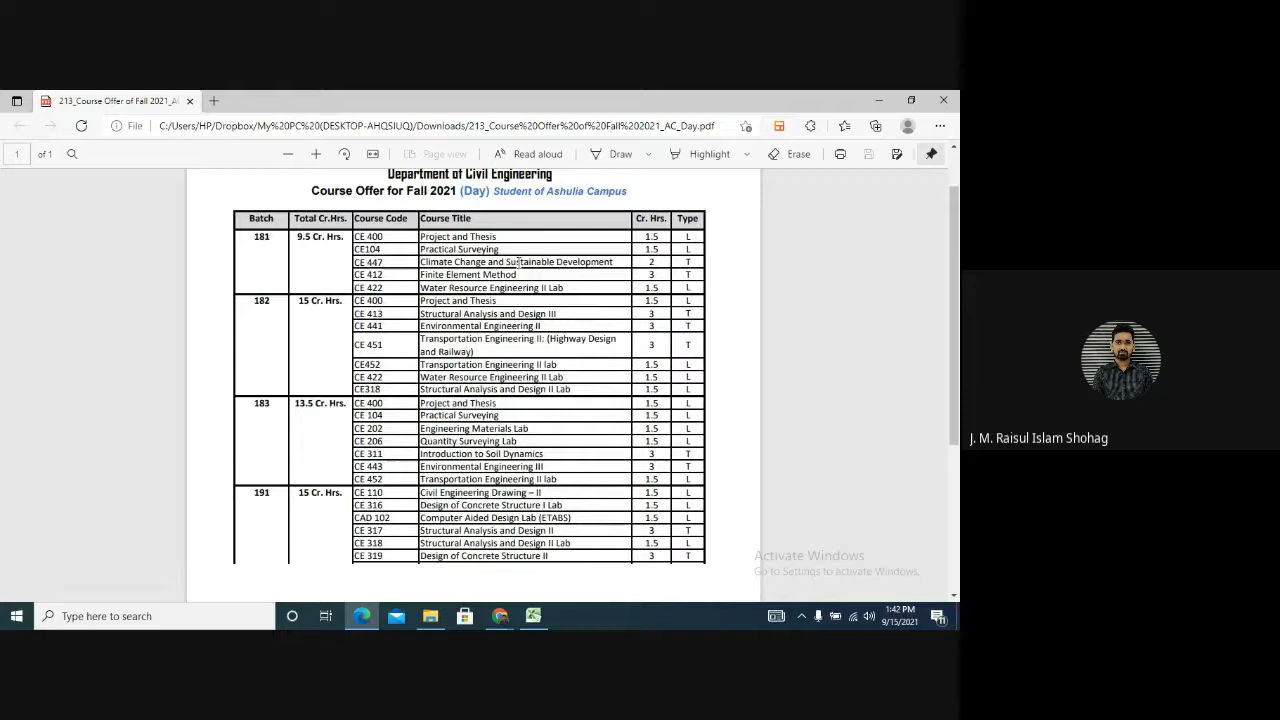 213_Course Offer of Fall 2021_A
File C:/Users/HP/Dropbox/My%20PC%20(DESKTOP-AHQSIUQ)/Downloads/213_Course%20Offer%20of%20Fall%202021_AC_Day.pdf
1 of 1 Page view Read aloud Draw Highlight Erase
Department of Civil Engineering
Course Offer for Fall 2021 (Day) Student of Ashulia Campus
Batch Total Cr.Hrs. Course Code Course Title Cr. Hrs. Type
181 9.5 Cr. Hrs. CE 400 Project and Thesis 1.5 L
CE104 Practical Surveying 1.5 L
CE 447 Climate Change and Sustainable Development 2 T
CE 412 Finite Element Method 3 T
CE 422 Water Resource Engineering II Lab 1.5 L
182 15 Cr. Hrs. CE 400 Project and Thesis 1.5 L
CE 413 Structural Analysis and Design III 3 T
CE 441 Environmental Engineering II 3 T
CE 451 Transportation Engineering II: (Highway Design and Railway) 3 T
CE452 Transportation Engineering II lab 1.5 L
CE 422 Water Resource Engineering II Lab 1.5 L
CE318 Structural Analysis and Design II Lab 1.5 L
183 13.5 Cr. Hrs. CE 400 Project and Thesis 1.5 L
CE 104 Practical Surveying 1.5 L
CE 202 Engineering Materials Lab 1.5 L
CE 206 Quantity Surveying Lab 1.5 L
CE 311 Introduction to Soil Dynamics 3 T
CE 443 Environmental Engineering III 3 T
CE 452 Transportation Engineering II lab 1.5 L
191 15 Cr. Hrs. CE 110 Civil Engineering Drawing – II 1.5 L
CE 316 Design of Concrete Structure I Lab 1.5 L
CAD 102 Computer Aided Design Lab (ETABS) 1.5 L
CE 317 Structural Analysis and Design II 3 T
CE 318 Structural Analysis and Design II Lab 1.5 L
CE 319 Design of Concrete Structure II 3 T
Activate Windows
Go to Settings to activate Windows.
J. M. Raisul Islam Shohag
Type here to search
1:42 PM
9/15/2021